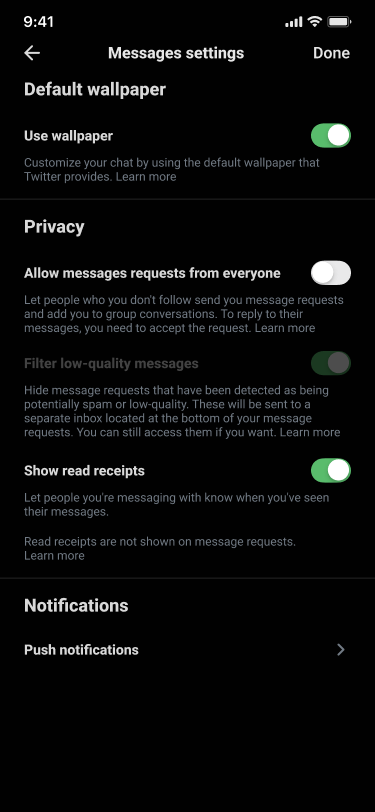 9:41
Messages settings
Done
Default wallpaper
Use wallpaper
Customize your chat by using the default wallpaper that
Twitter provides. Learn more
Privacy
Allow messages requests from everyone
Let people who you don't follow send you message requests
and add you to group conversations. To reply to their
messages, you need to accept the request. Learn more
Filter low-quality messages
Hide message requests that have been detected as being
potentially spam or low-quality. These will be sent to a
separate inbox located at the bottom of your message
requests. You can still access them if you want. Learn more
Show read receipts
Let people you're messaging with know when you've seen
their messages.
Read receipts are not shown on message requests.
Learn more
Notifications
Push notifications